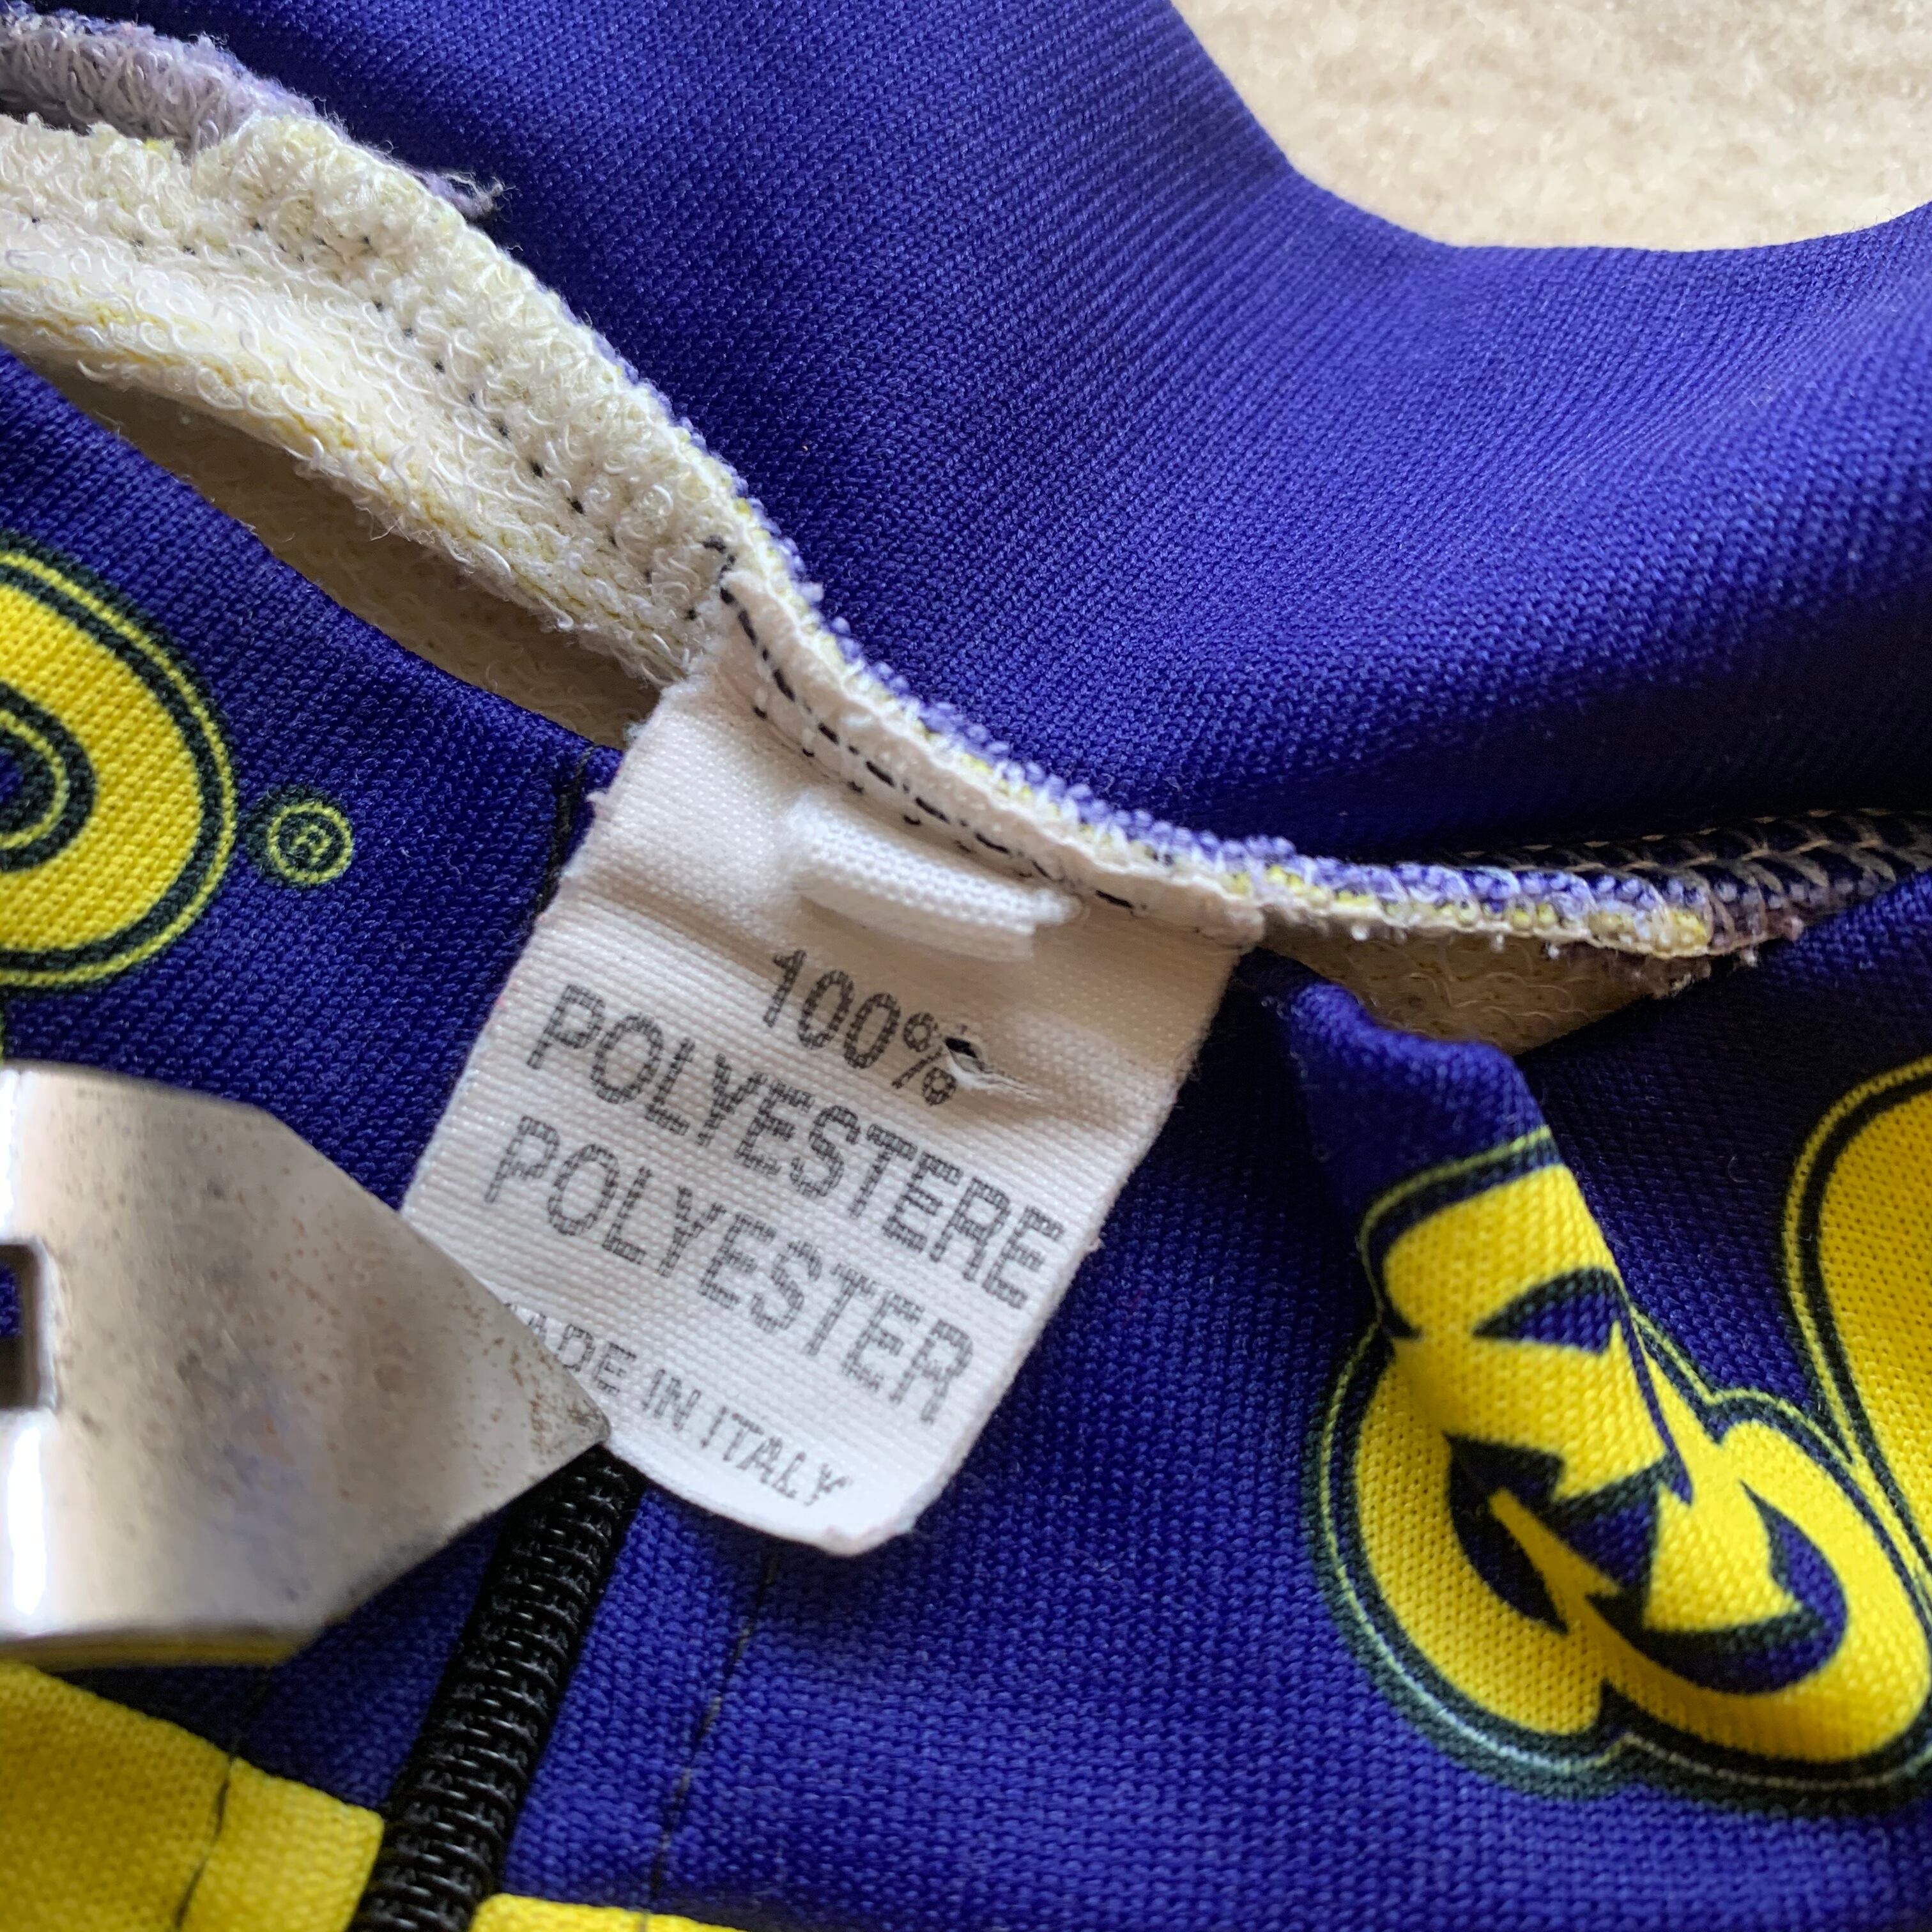 ®
100%
POLYESTERE
POLYESTER
MADE IN ITALY